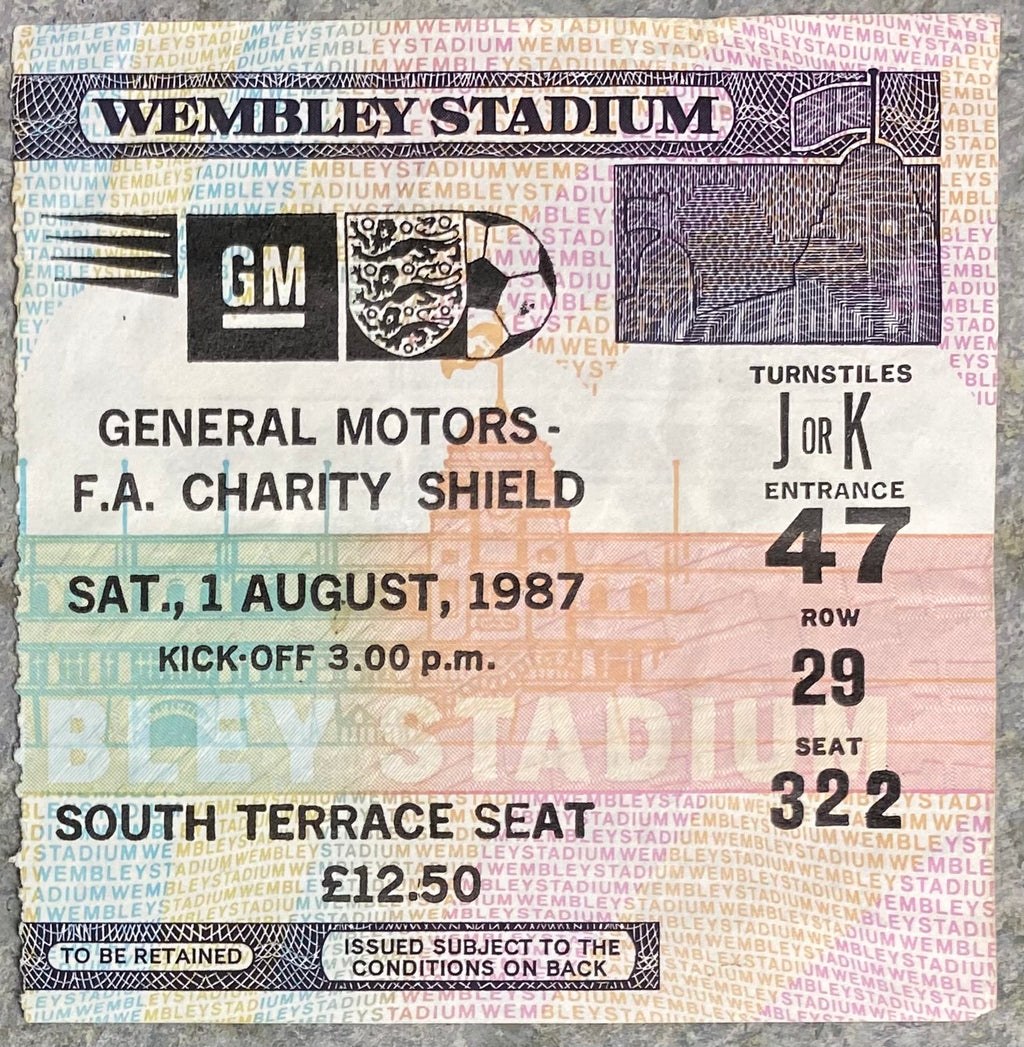 WEMBLEY STADIUM
GM
GENERAL MOTORS-
F.A. CHARITY SHIELD
SAT., 1 AUGUST, 1987
KICK-OFF 3.00 p.m.
BLEY STADIUM
SOUTH TERRACE SEAT
£12.50
TO BE RETAINED
ISSUED SUBJECT TO THE
CONDITIONS ON BACK
TURNSTILES
J OR K
ENTRANCE
47
ROW
29
SEAT
322